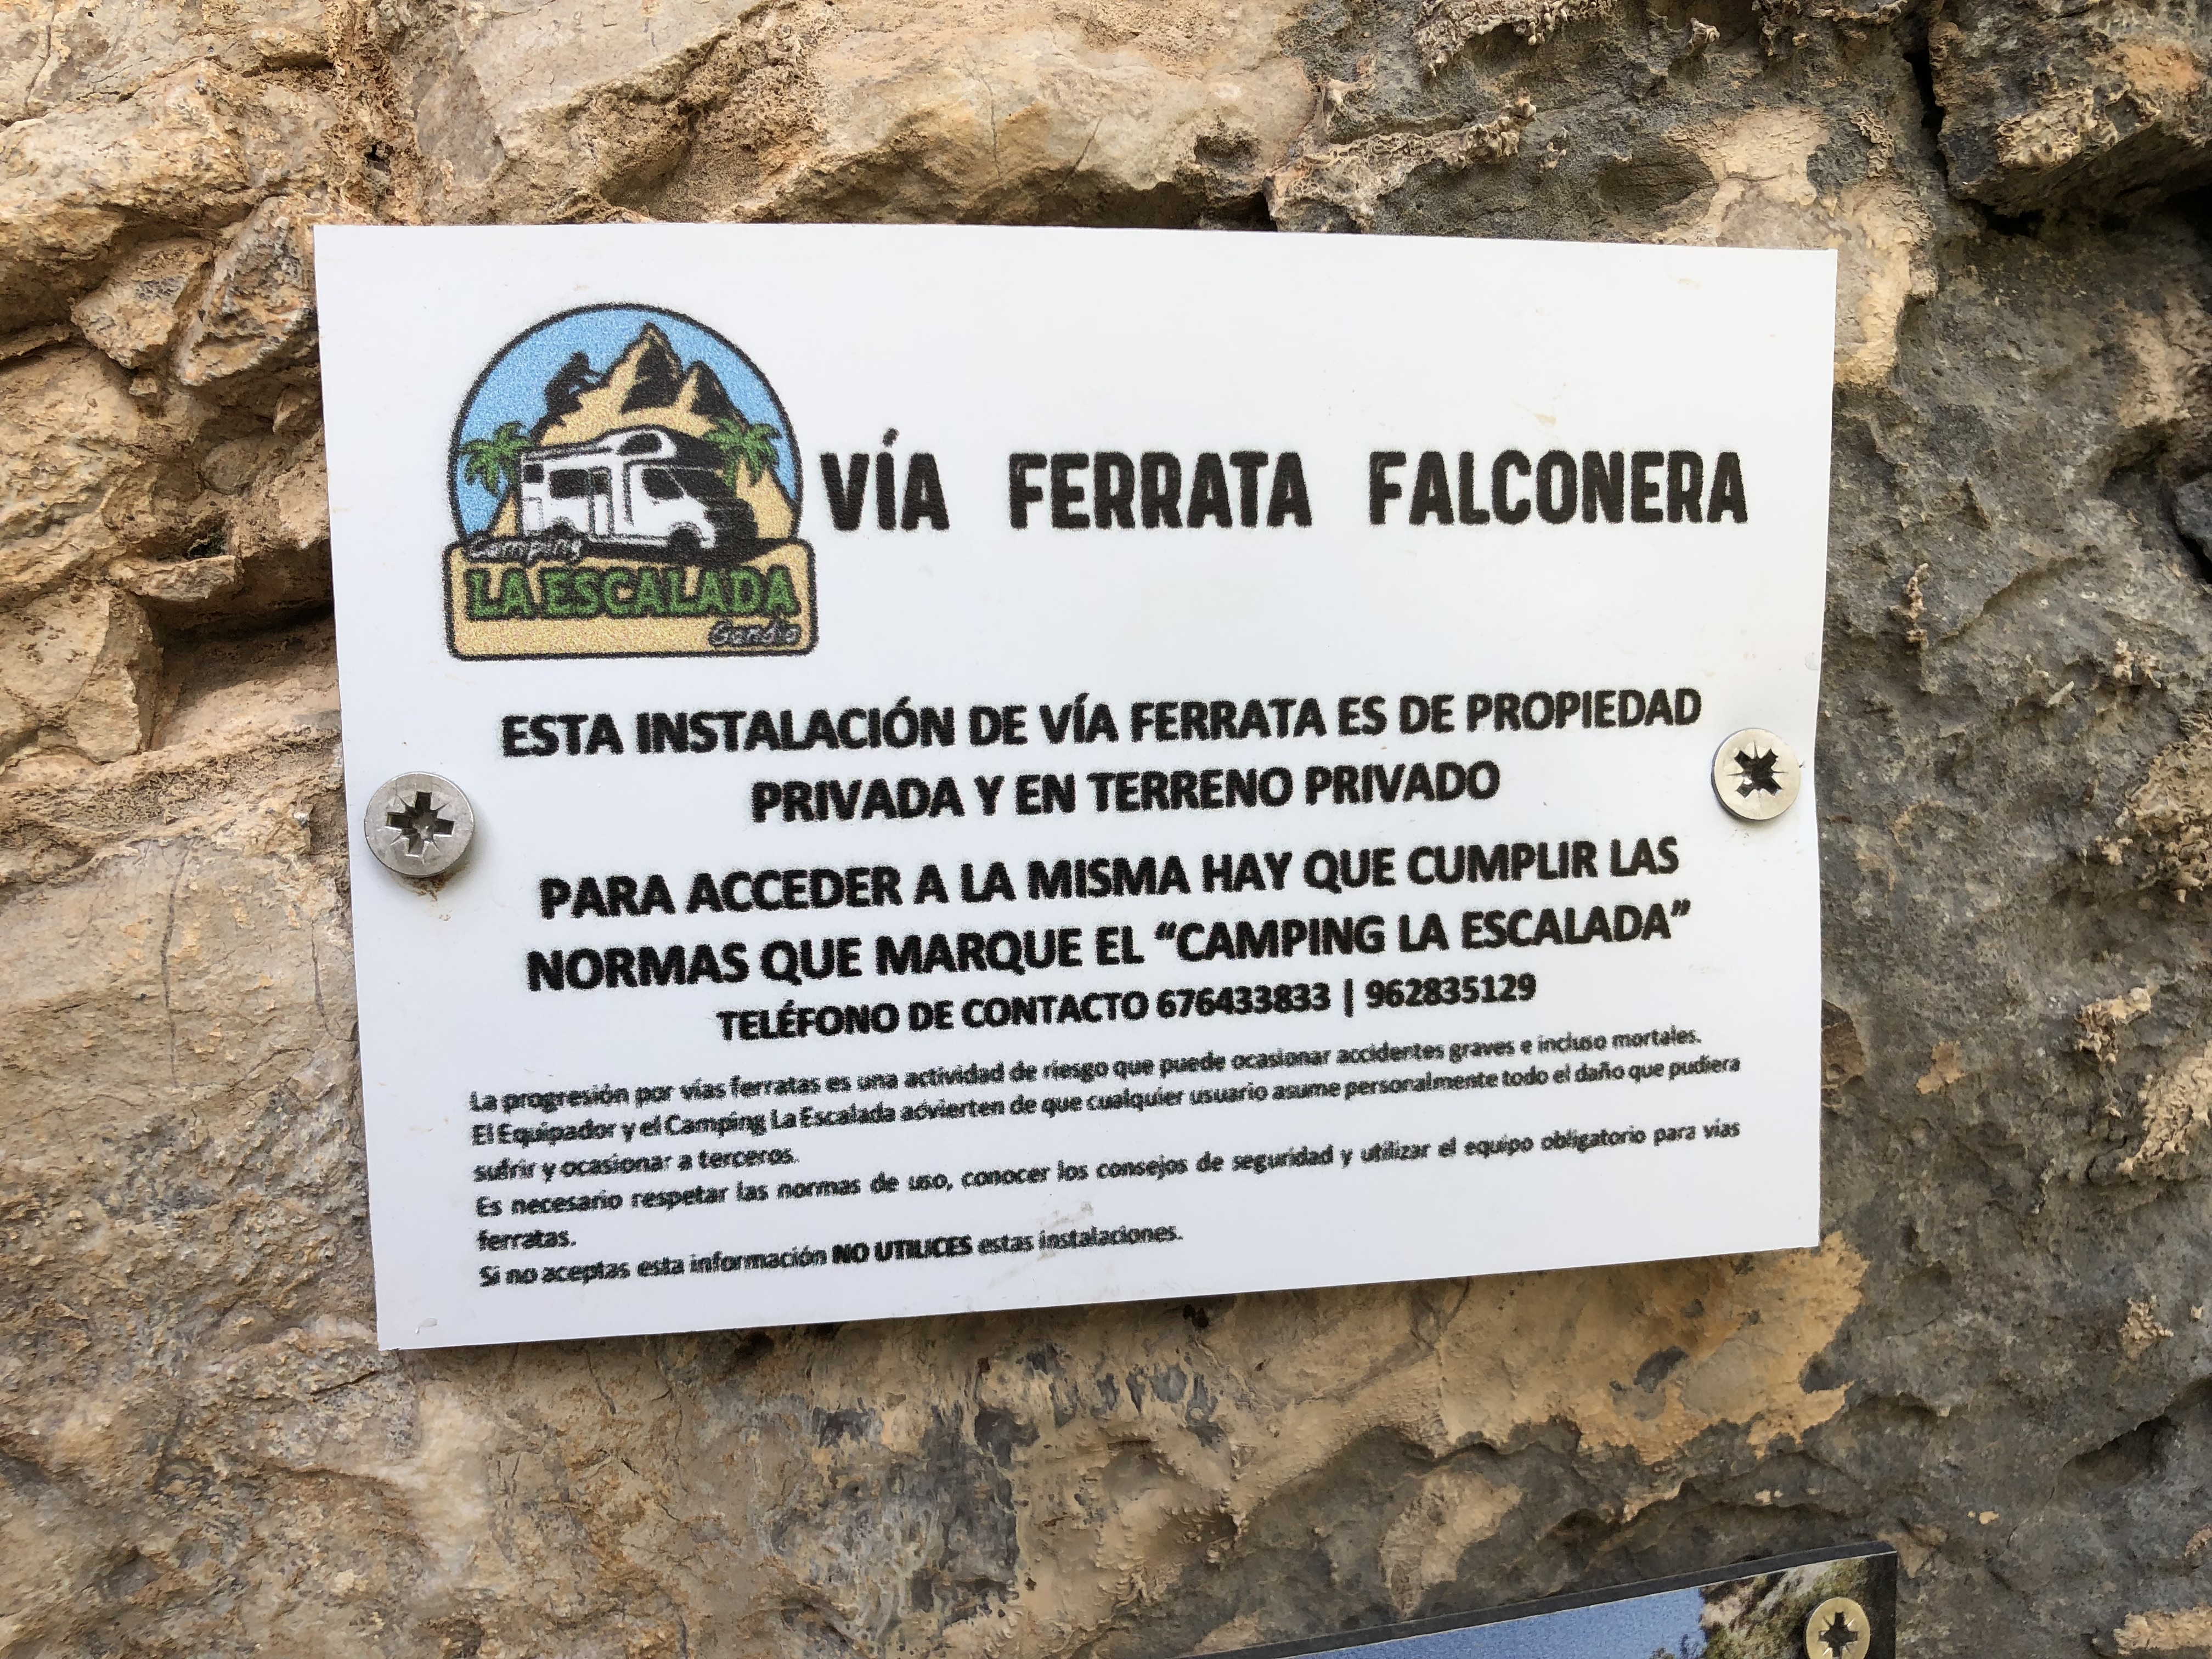 VÍA FERRATA FALCONERA
Camping
LA ESCALADA
Gandia
ESTA INSTALACIÓN DE VÍA FERRATA ES DE PROPIEDAD
PRIVADA Y EN TERRENO PRIVADO
PARA ACCEDER A LA MISMA HAY QUE CUMPLIR LAS
NORMAS QUE MARQUE EL “CAMPING LA ESCALADA”
TELÉFONO DE CONTACTO 676433833 | 962835129
La progresión por vías ferratas es una actividad de riesgo que puede ocasionar accidentes graves e incluso mortales.
El Equipador y el Camping La Escalada advierten de que cualquier usuario asume personalmente todo el daño que pudiera
sufrir y ocasionar a terceros.
Es necesario respetar las normas de uso, conocer los consejos de seguridad y utilizar el equipo obligatorio para vías
ferratas.
Si no aceptas esta información NO UTILICES estas instalaciones.